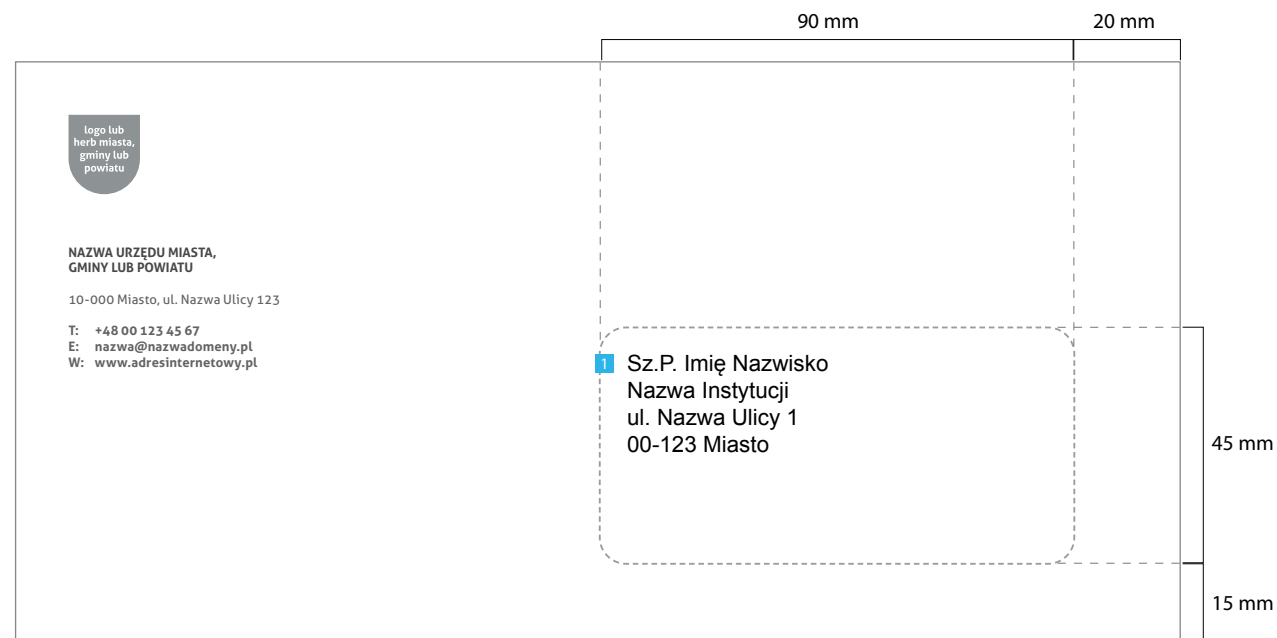 90 mm
20 mm
logo lub
herb miasta,
gminy lub
powiatu
NAZWA URZĘDU MIASTA,
GMINY LUB POWIATU
10-000 Miasto, ul. Nazwa Ulicy 123
T: +48 00 123 45 67
E: nazwa@nazwadomeny.pl
W: www.adresinternetowy.pl
1 Sz.P. Imię Nazwisko
Nazwa Instytucji
ul. Nazwa Ulicy 1
00-123 Miasto
45 mm
15 mm